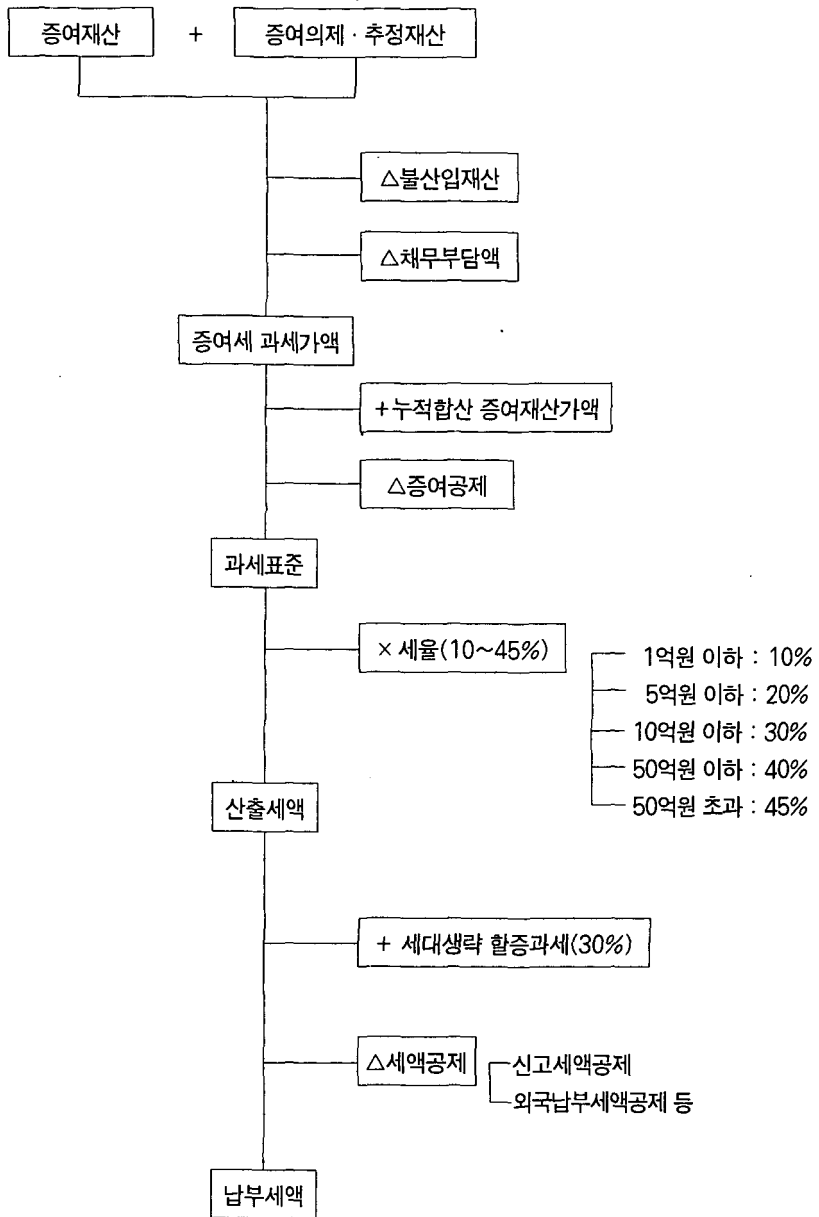 증여재산 + 증여의제·추정재산
△불산입재산
△채무부담액
증여세 과세가액
+누적합산 증여재산가액
△증여공제
과세표준
× 세율(10~45%)
1억원 이하 : 10%
5억원 이하 : 20%
10억원 이하 : 30%
50억원 이하 : 40%
50억원 초과 : 45%
산출세액
+ 세대생략 할증과세(30%)
△세액공제
신고세액공제
외국납부세액공제 등
납부세액